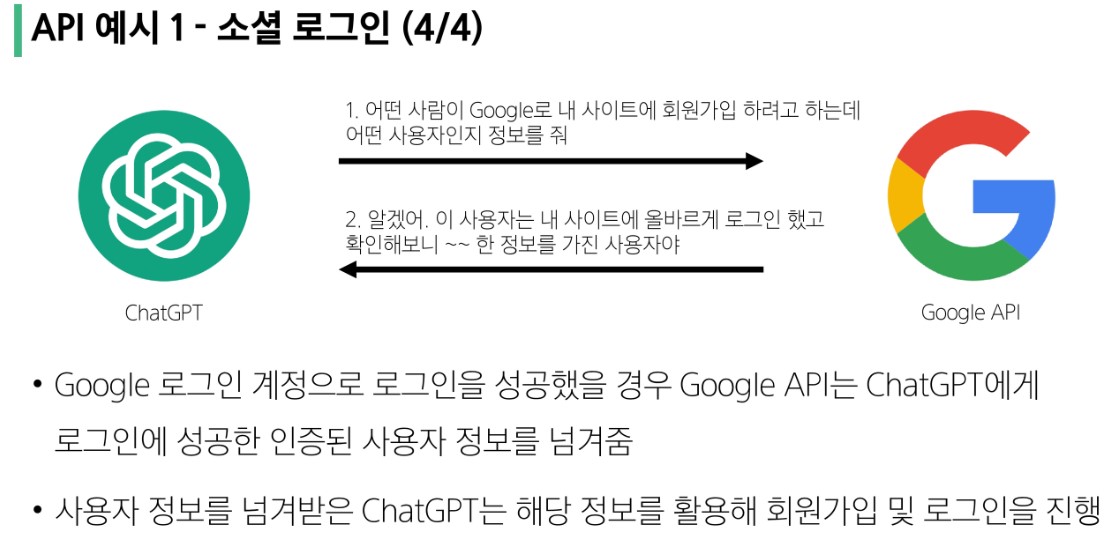 API 예시 1 - 소셜 로그인 (4/4)
1. 어떤 사람이 Google로 내 사이트에 회원가입 하려고 하는데
어떤 사용자인지 정보를 줘
2. 알겠어. 이 사용자는 내 사이트에 올바르게 로그인 했고
확인해보니 ~~ 한 정보를 가진 사용자야
ChatGPT
Google API
• Google 로그인 계정으로 로그인을 성공했을 경우 Google API는 ChatGPT에게
로그인에 성공한 인증된 사용자 정보를 넘겨줌
• 사용자 정보를 넘겨받은 ChatGPT는 해당 정보를 활용해 회원가입 및 로그인을 진행